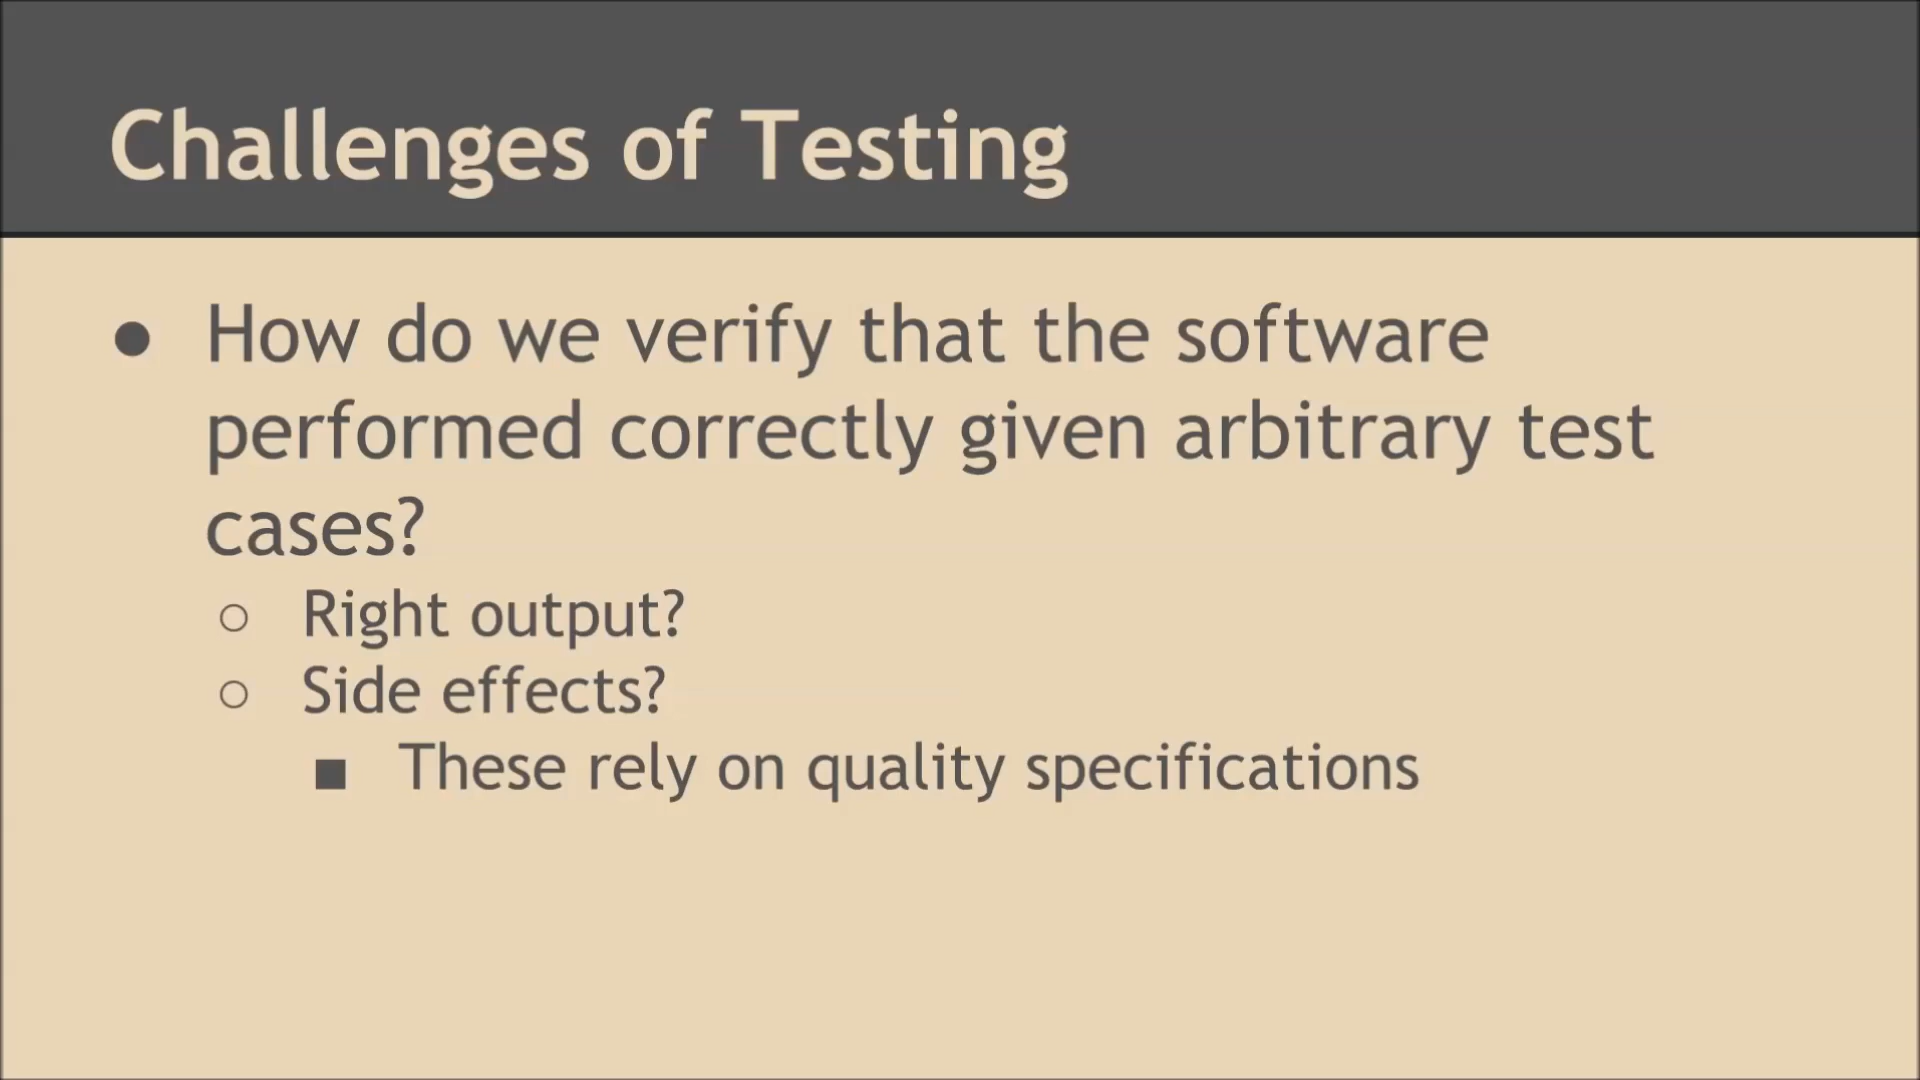 Challenges of Testing
● How do we verify that the software
performed correctly given arbitrary test
cases?
○ Right output?
○ Side effects?
■ These rely on quality specifications